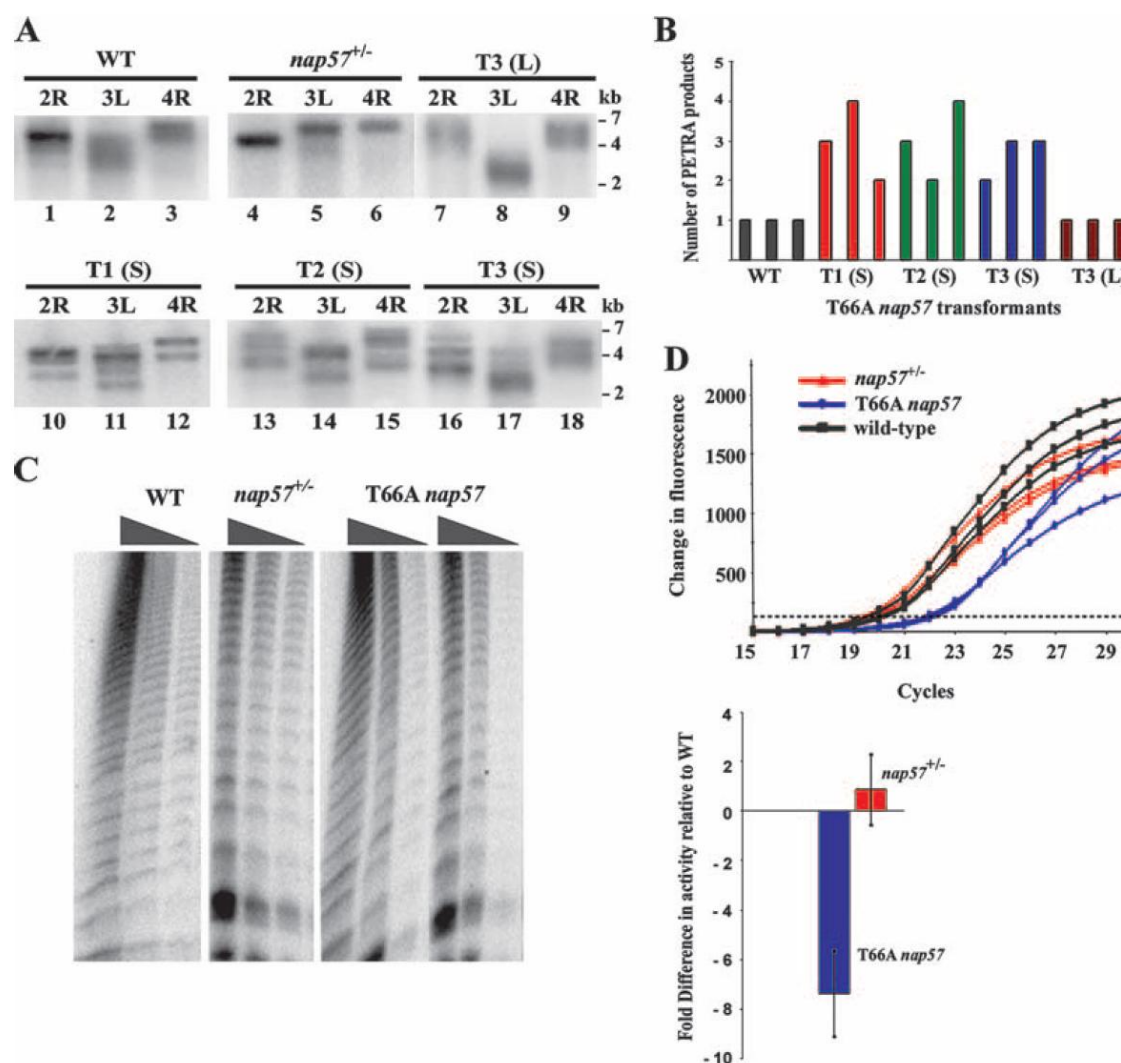 A
WT
nap57+/-
T3 (L)
2R 3L 4R
2R 3L 4R
2R 3L 4R
kb
- 7
- 4
- 2
1 2 3
4 5 6
7 8 9
T1 (S)
T2 (S)
T3 (S)
2R 3L 4R
2R 3L 4R
2R 3L 4R
kb
- 7
- 4
- 2
10 11 12
13 14 15
16 17 18
B
Number of PETRA products
5
4
3
2
1
WT T1 (S) T2 (S) T3 (S) T3 (L)
T66A nap57 transformants
C
WT
nap57+/-
T66A nap57
D
nap57+/-
T66A nap57
wild-type
Change in fluorescence
2000
1500
1000
500
15 17 19 21 23 25 27 29
Cycles
Fold Difference in activity relative to WT
4
2
0
- 2
- 4
- 6
- 8
- 10
nap57+/-
T66A nap57